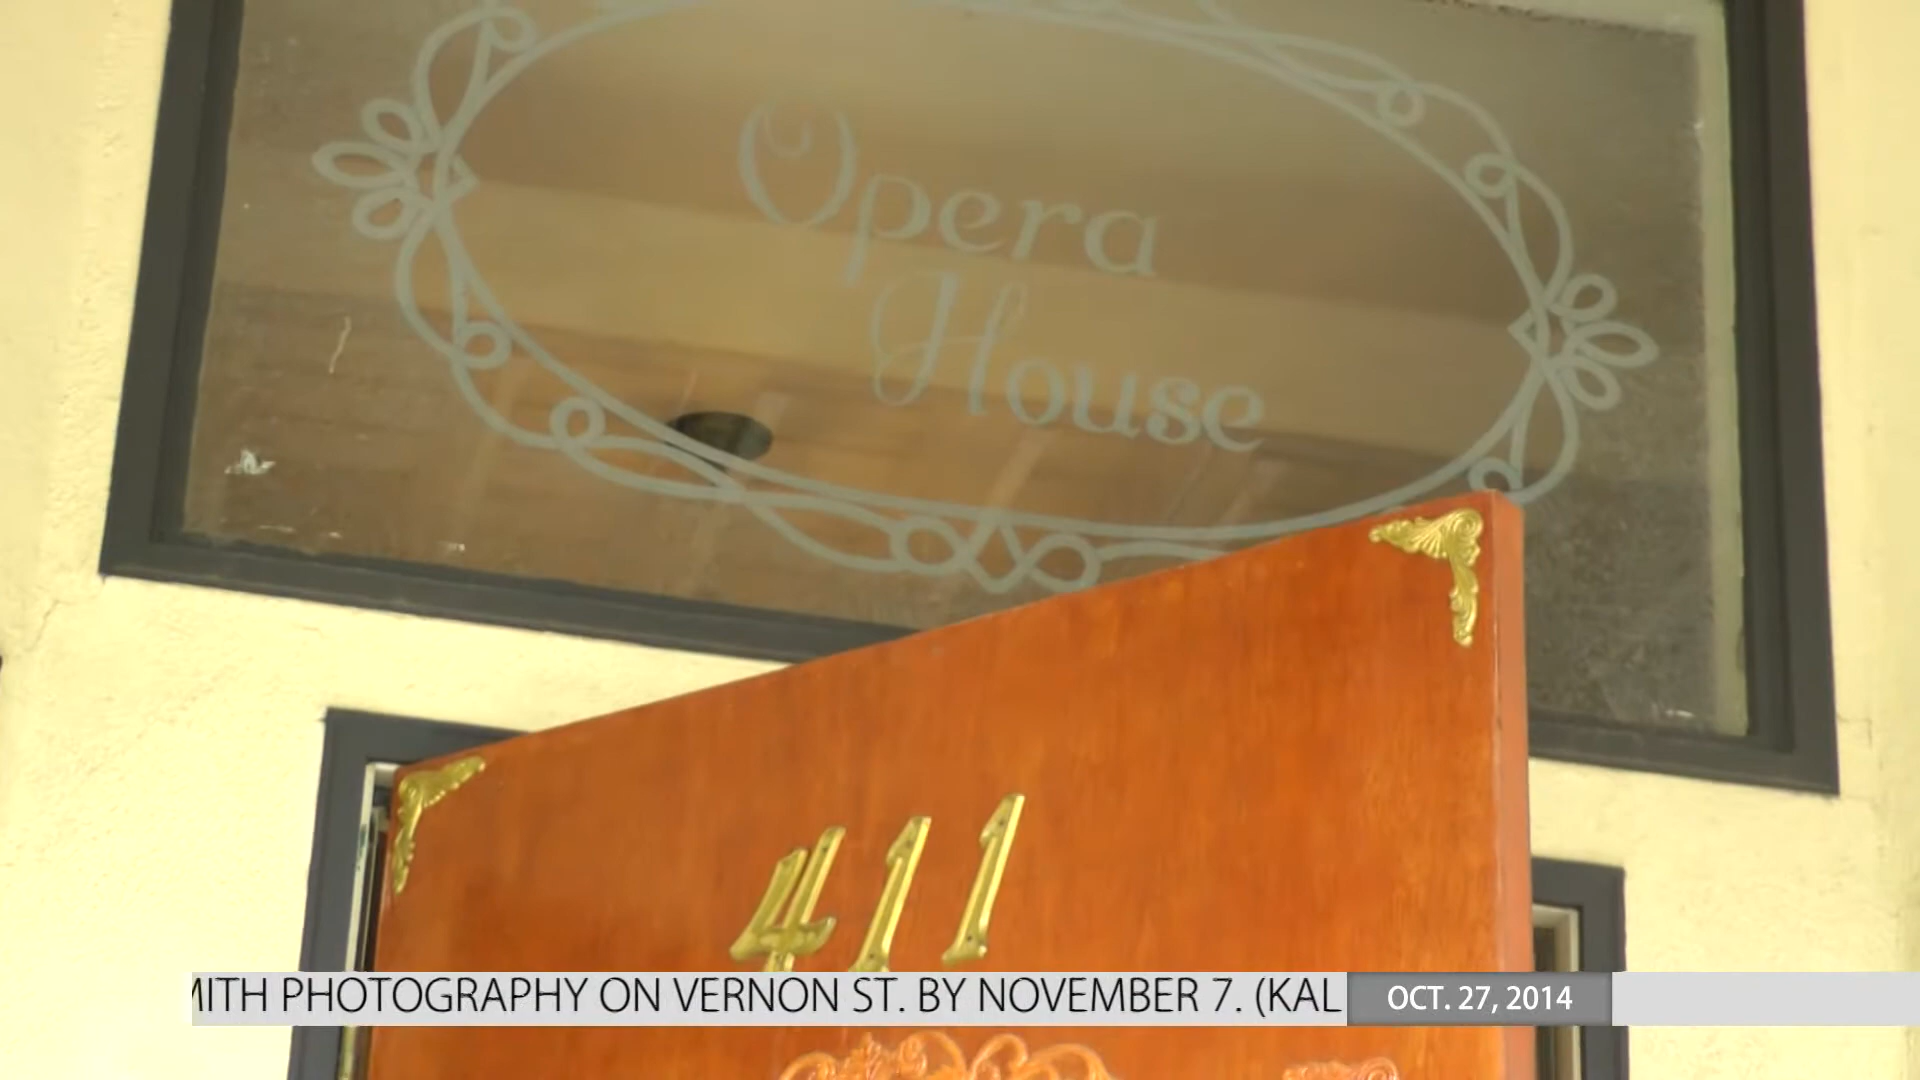 Opera
House
411
MITH PHOTOGRAPHY ON VERNON ST. BY NOVEMBER 7. (KAL
OCT. 27, 2014